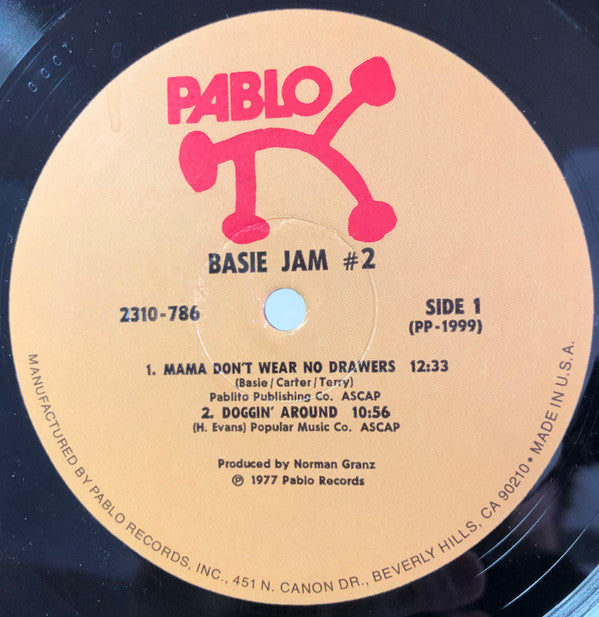 PABLO
BASIE JAM #2
2310-786
SIDE 1
(PP-1999)
1. MAMA DON'T WEAR NO DRAWERS 12:33
(Basie/Carter/Terry)
Pablito Publishing Co. ASCAP
2. DOGGIN' AROUND 10:56
(H. Evans) Popular Music Co. ASCAP
Produced by Norman Granz
℗ 1977 Pablo Records
MANUFACTURED BY PABLO RECORDS, INC., 451 N. CANON DR., BEVERLY HILLS, CA 90210 • MADE IN U.S.A.